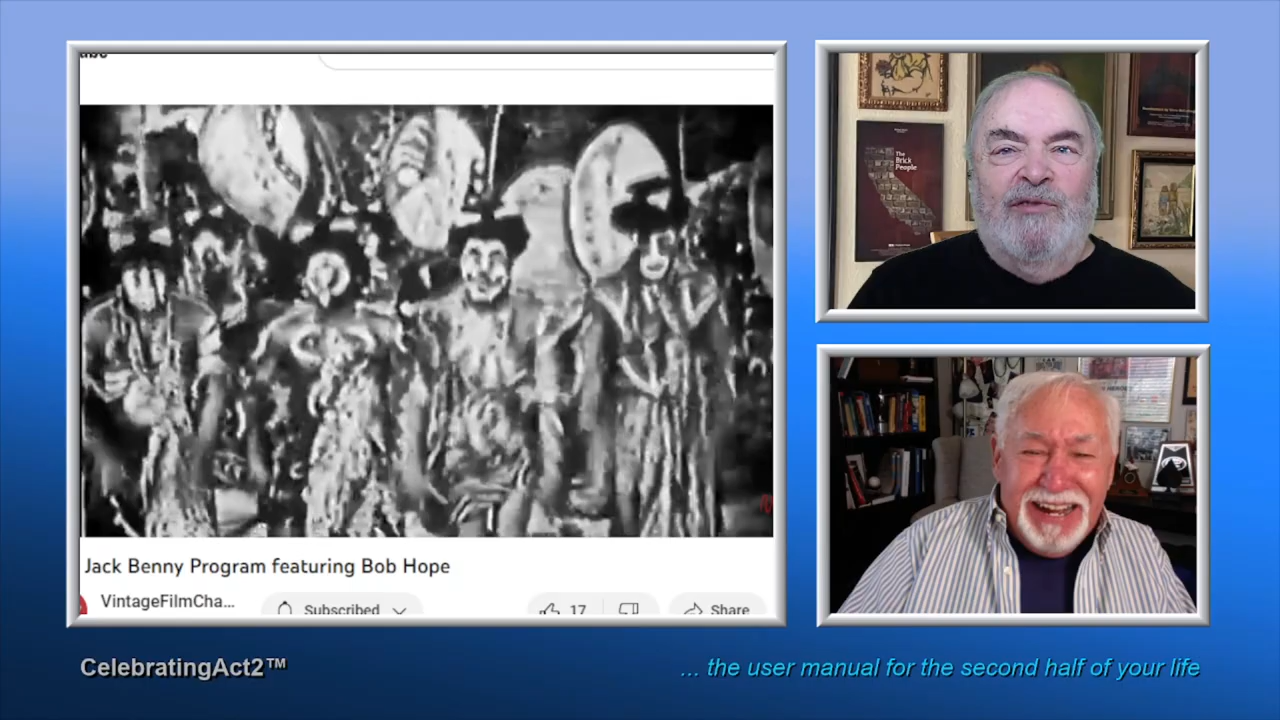 Jack Benny Program featuring Bob Hope
VintageFilmCha...
Subscribed
17
Share
The
Brick
People
CelebratingAct2™
... the user manual for the second half of your life